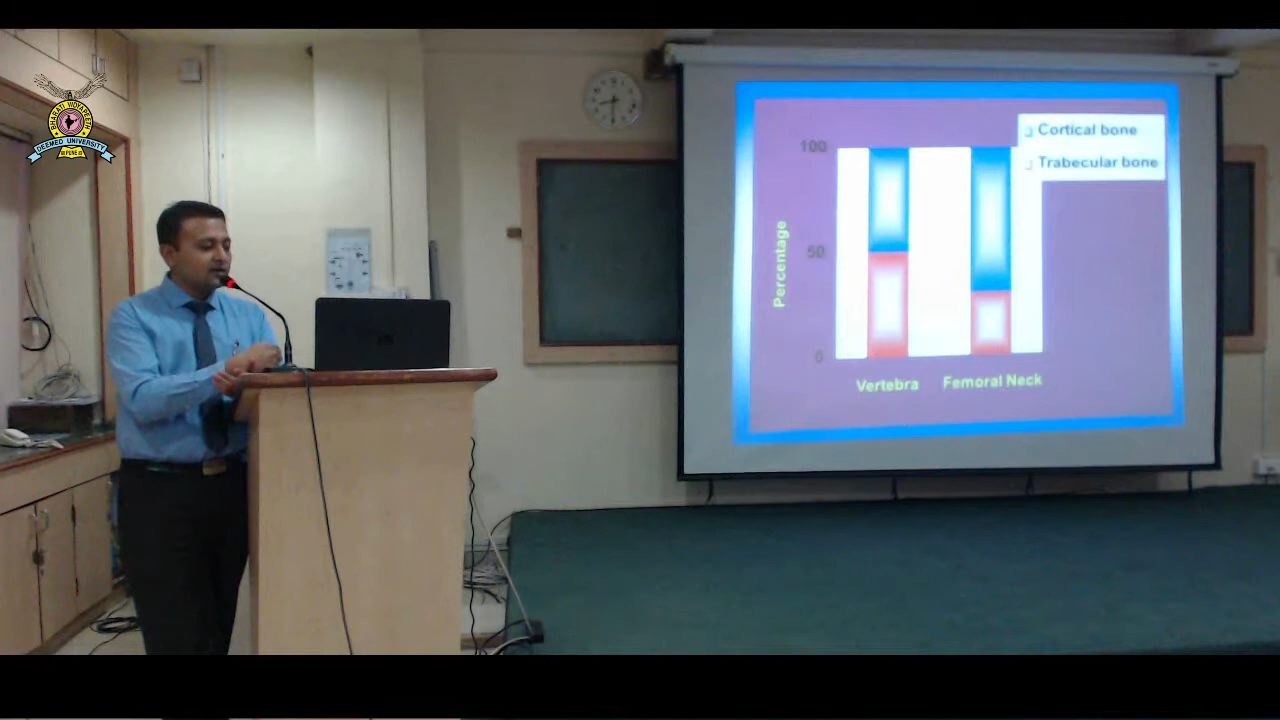 BHARATI VIDYAPEETH
DEEMED UNIVERSITY
Cortical bone
Trabecular bone
100
50
0
Percentage
Vertebra
Femoral Neck